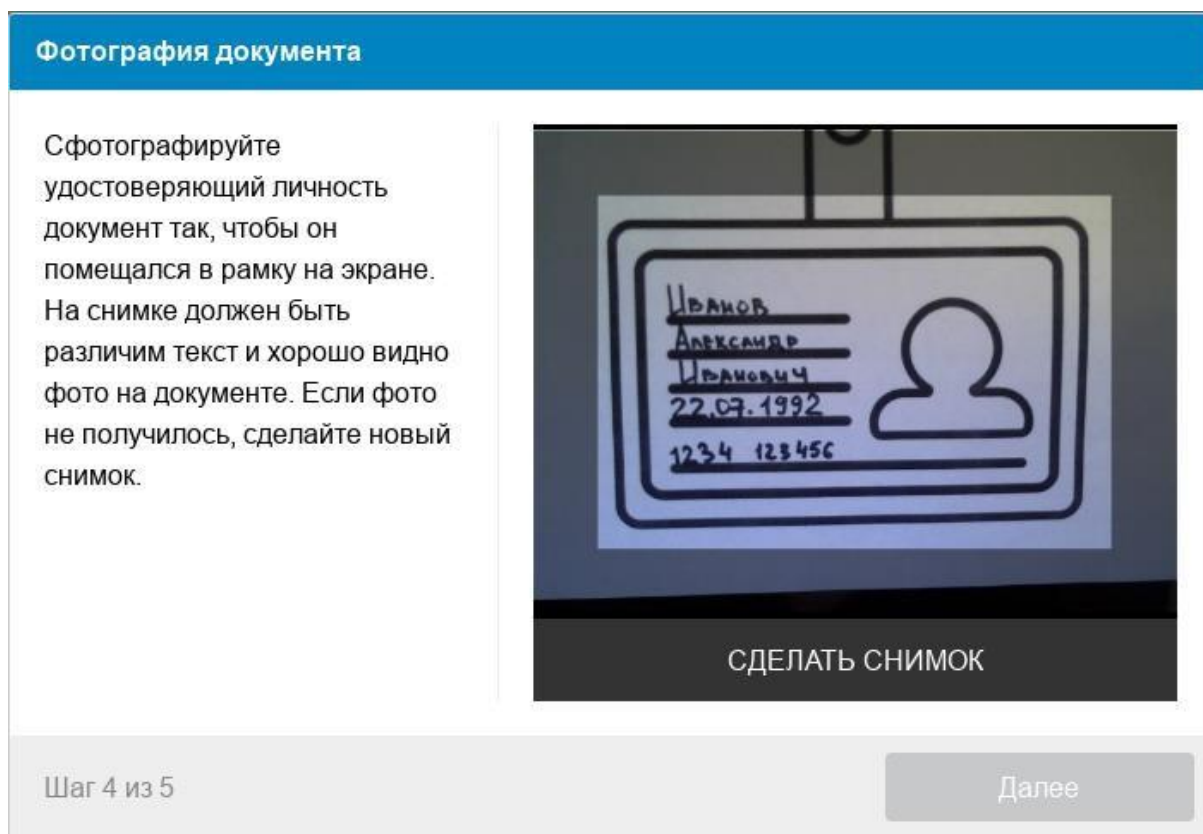 Фотография документа
Сфотографируйте
удостоверяющий личность
документ так, чтобы он
помещался в рамку на экране.
На снимке должен быть
различим текст и хорошо видно
фото на документе. Если фото
не получилось, сделайте новый
снимок.
Иванов
Александр
Иванович
22.07.1992
1234 123456
СДЕЛАТЬ СНИМОК
Шаг 4 из 5
Далее